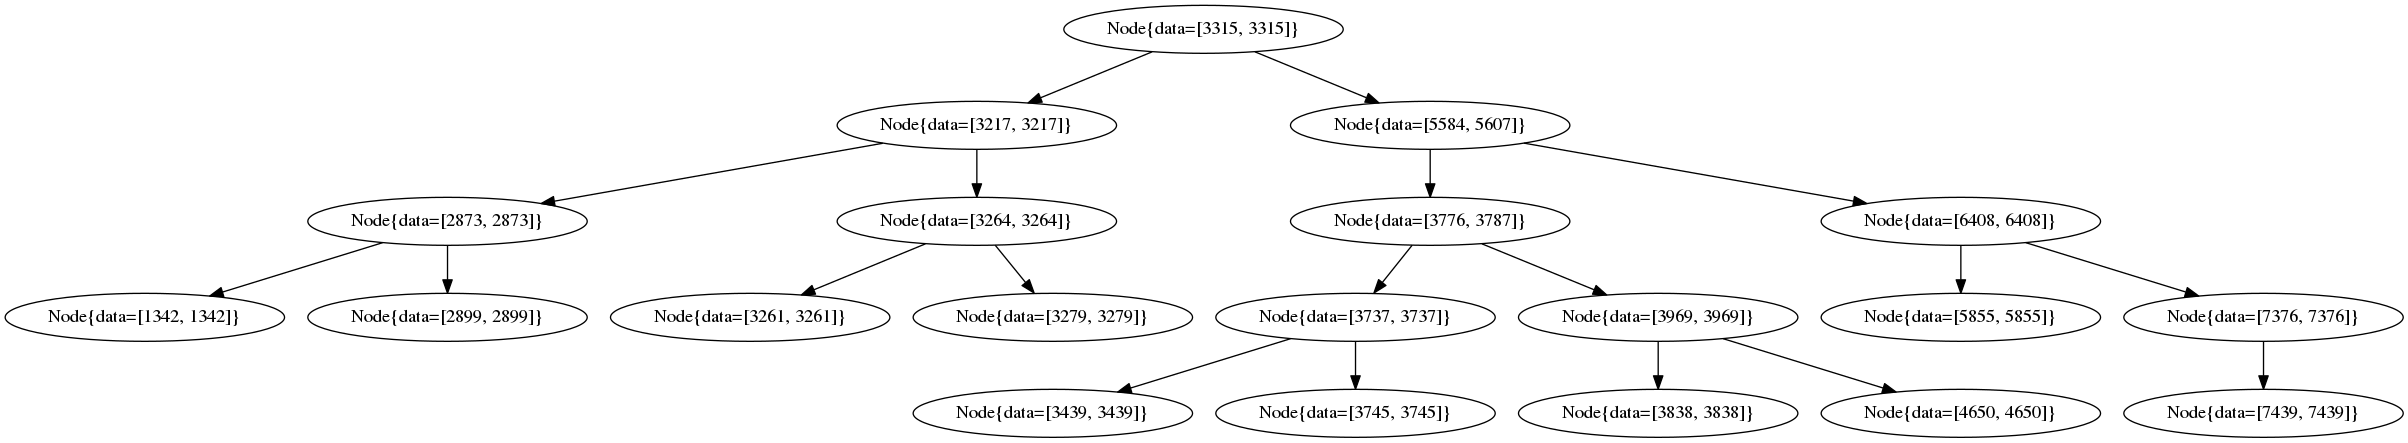 Node{data=[3315, 3315]}
Node{data=[3217, 3217]}
Node{data=[5584, 5607]}
Node{data=[2873, 2873]}
Node{data=[3264, 3264]}
Node{data=[3776, 3787]}
Node{data=[6408, 6408]}
Node{data=[1342, 1342]}
Node{data=[2899, 2899]}
Node{data=[3261, 3261]}
Node{data=[3279, 3279]}
Node{data=[3737, 3737]}
Node{data=[3969, 3969]}
Node{data=[5855, 5855]}
Node{data=[7376, 7376]}
Node{data=[3439, 3439]}
Node{data=[3745, 3745]}
Node{data=[3838, 3838]}
Node{data=[4650, 4650]}
Node{data=[7439, 7439]}